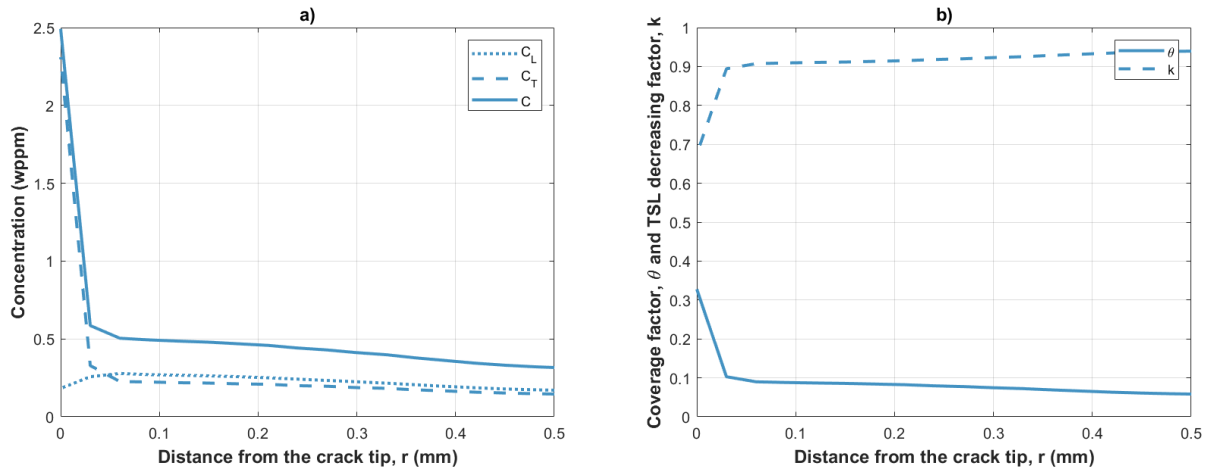 a)
2.5
2
1.5
1
0.5
0
Concentration (wppm)
C_L
C_T
C
0
0.1
0.2
0.3
0.4
0.5
Distance from the crack tip, r (mm)
b)
1
0.9
0.8
0.7
0.6
0.5
0.4
0.3
0.2
0.1
0
Coverage factor, θ and TSL decreasing factor, k
θ
k
0
0.1
0.2
0.3
0.4
0.5
Distance from the crack tip, r (mm)